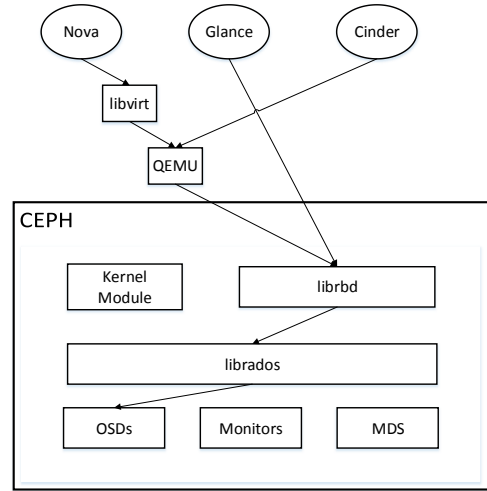 Nova
Glance
Cinder
libvirt
QEMU
CEPH
Kernel
Module
librbd
librados
OSDs
Monitors
MDS